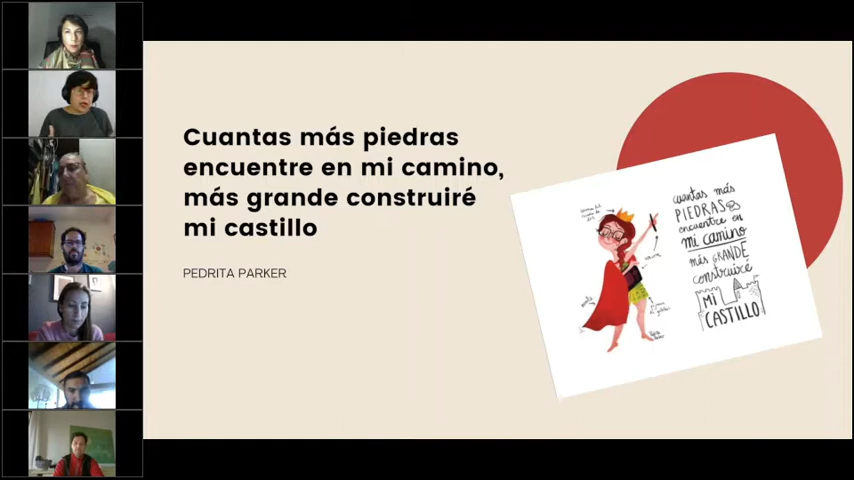 Cuantas más piedras
encuentre en mi camino,
más grande construiré
mi castillo
PEDRITA PARKER
cuantas más
PIEDRAS
encuentre en
mi camino
más GRANDE
construiré
MI
CASTILLO